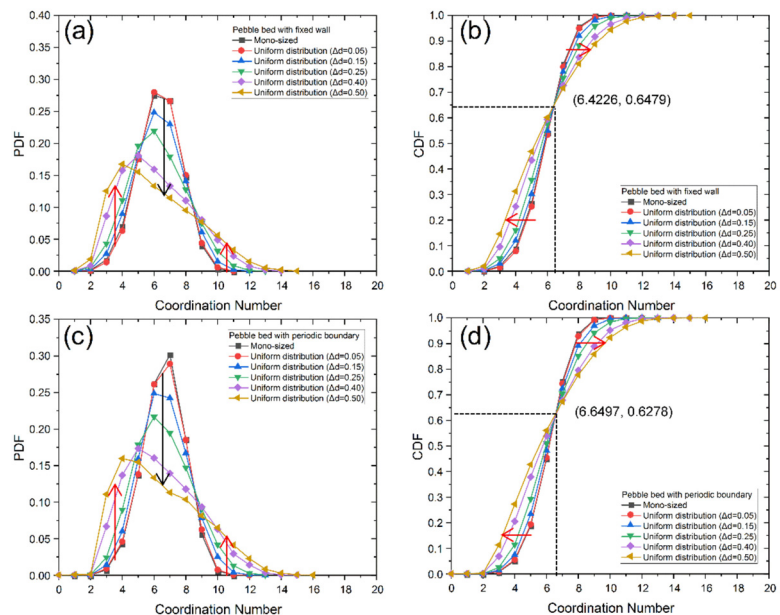 (a)
Pebble bed with fixed wall
Mono-sized
Uniform distribution (Δd=0.05)
Uniform distribution (Δd=0.15)
Uniform distribution (Δd=0.25)
Uniform distribution (Δd=0.40)
Uniform distribution (Δd=0.50)
0.40
0.35
0.30
0.25
0.20
0.15
0.10
0.05
0.00
PDF
0 2 4 6 8 10 12 14 16 18 20
Coordination Number
(b)
1.0
0.9
0.8
0.7
0.6
0.5
0.4
0.3
0.2
0.1
0.0
CDF
(6.4226, 0.6479)
Pebble bed with fixed wall
Mono-sized
Uniform distribution (Δd=0.05)
Uniform distribution (Δd=0.15)
Uniform distribution (Δd=0.25)
Uniform distribution (Δd=0.40)
Uniform distribution (Δd=0.50)
0 2 4 6 8 10 12 14 16 18 20
Coordination Number
(c)
Pebble bed with periodic boundary
Mono-sized
Uniform distribution (Δd=0.05)
Uniform distribution (Δd=0.15)
Uniform distribution (Δd=0.25)
Uniform distribution (Δd=0.40)
Uniform distribution (Δd=0.50)
0.35
0.30
0.25
0.20
0.15
0.10
0.05
0.00
PDF
0 2 4 6 8 10 12 14 16 18 20
Coordination Number
(d)
1.0
0.9
0.8
0.7
0.6
0.5
0.4
0.3
0.2
0.1
0.0
CDF
(6.6497, 0.6278)
Pebble bed with periodic boundary
Mono-sized
Uniform distribution (Δd=0.05)
Uniform distribution (Δd=0.15)
Uniform distribution (Δd=0.25)
Uniform distribution (Δd=0.40)
Uniform distribution (Δd=0.50)
0 2 4 6 8 10 12 14 16 18 20
Coordination Number